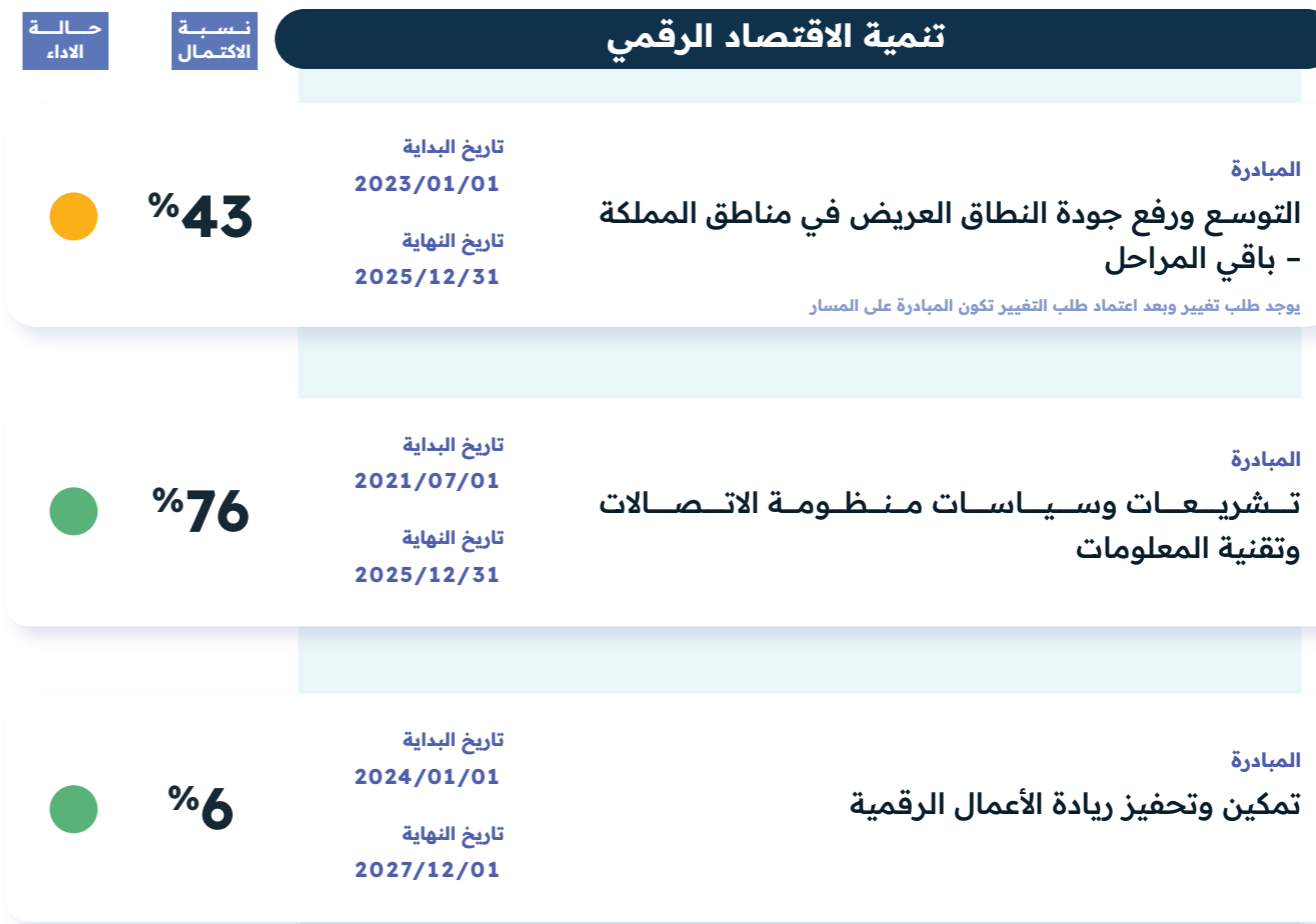 تنمية الاقتصاد الرقمي
نسبة
الاكتمال
حالة
الاداء
المبادرة
التوسع ورفع جودة النطاق العريض في مناطق المملكة
– باقي المراحل
يوجد طلب تغيير وبعد اعتماد طلب التغيير تكون المبادرة على المسار
تاريخ البداية
2023/01/01
تاريخ النهاية
2025/12/31
%43
المبادرة
تشريعات وسياسات منظومة الاتصالات
وتقنية المعلومات
تاريخ البداية
2021/07/01
تاريخ النهاية
2025/12/31
%76
المبادرة
تمكين وتحفيز ريادة الأعمال الرقمية
تاريخ البداية
2024/01/01
تاريخ النهاية
2027/12/01
%6